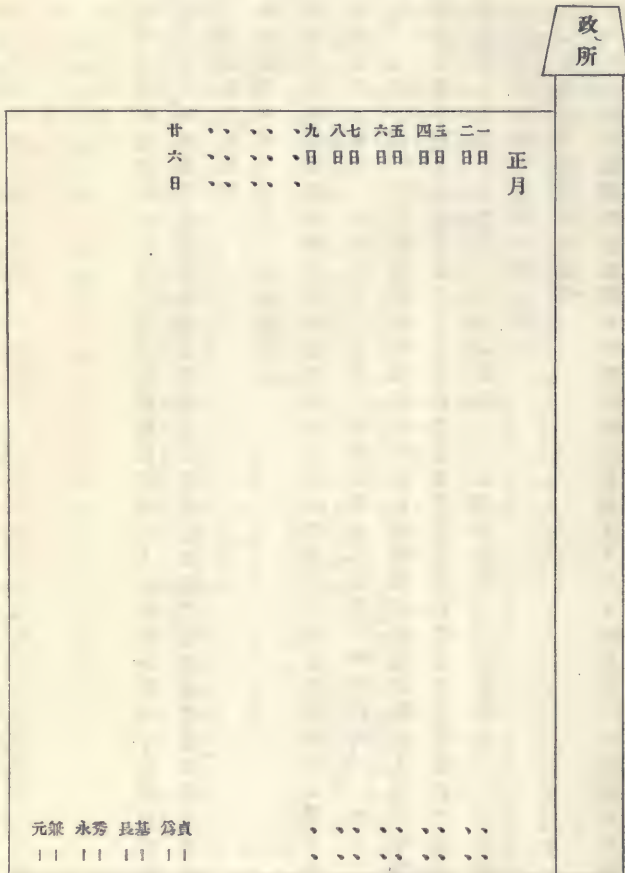 政所
正月
一日
二日
三日
四日
五日
六日
七日
八日
九日
、、、
、、、
、、、
、、、
、、、
廿六日
、、
、、
、、
、、
、、
、、
、、
、、
、、
貞｜
爲｜
基｜
長｜
秀｜
永｜
兼｜
元｜